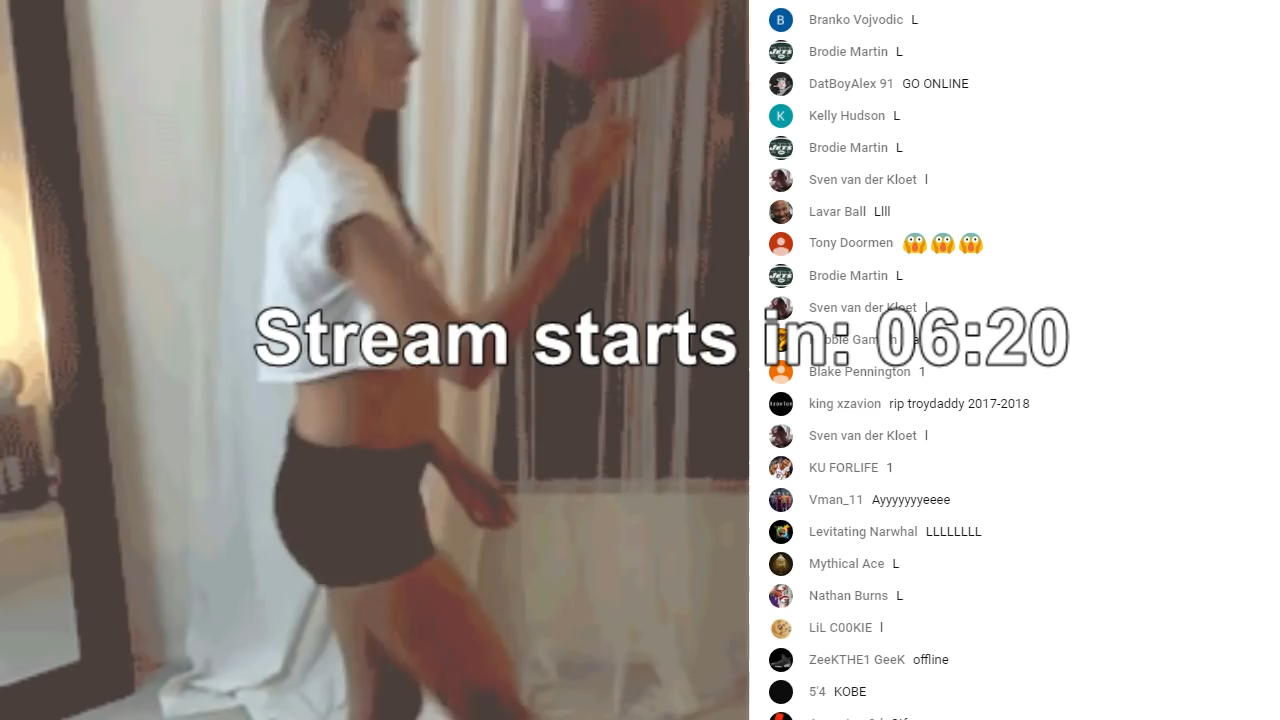 Branko Vojvodic L
Brodie Martin L
DatBoyAlex 91 GO ONLINE
Kelly Hudson L
Brodie Martin L
Sven van der Kloet l
Lavar Ball Llll
Tony Doormen 😱😱😱
Brodie Martin L
Sven van der Kloet l
Stream starts in: 06:20
Blake Pennington 1
king xzavion rip troydaddy 2017-2018
Sven van der Kloet l
KU FORLIFE 1
Vman_11 Ayyyyyyyeeee
Levitating Narwhal LLLLLLLL
Mythical Ace L
Nathan Burns L
LiL C00KIE l
ZeeKTHE1 GeeK offline
5'4 KOBE